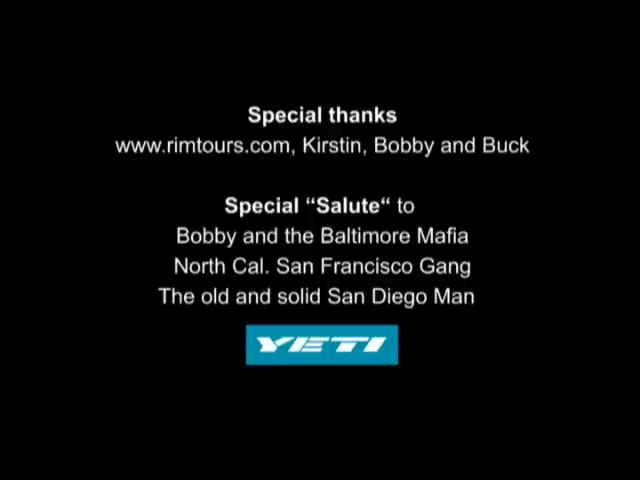 Special thanks
www.rimtours.com, Kirstin, Bobby and Buck
Special “Salute“ to
Bobby and the Baltimore Mafia
North Cal. San Francisco Gang
The old and solid San Diego Man
YETI